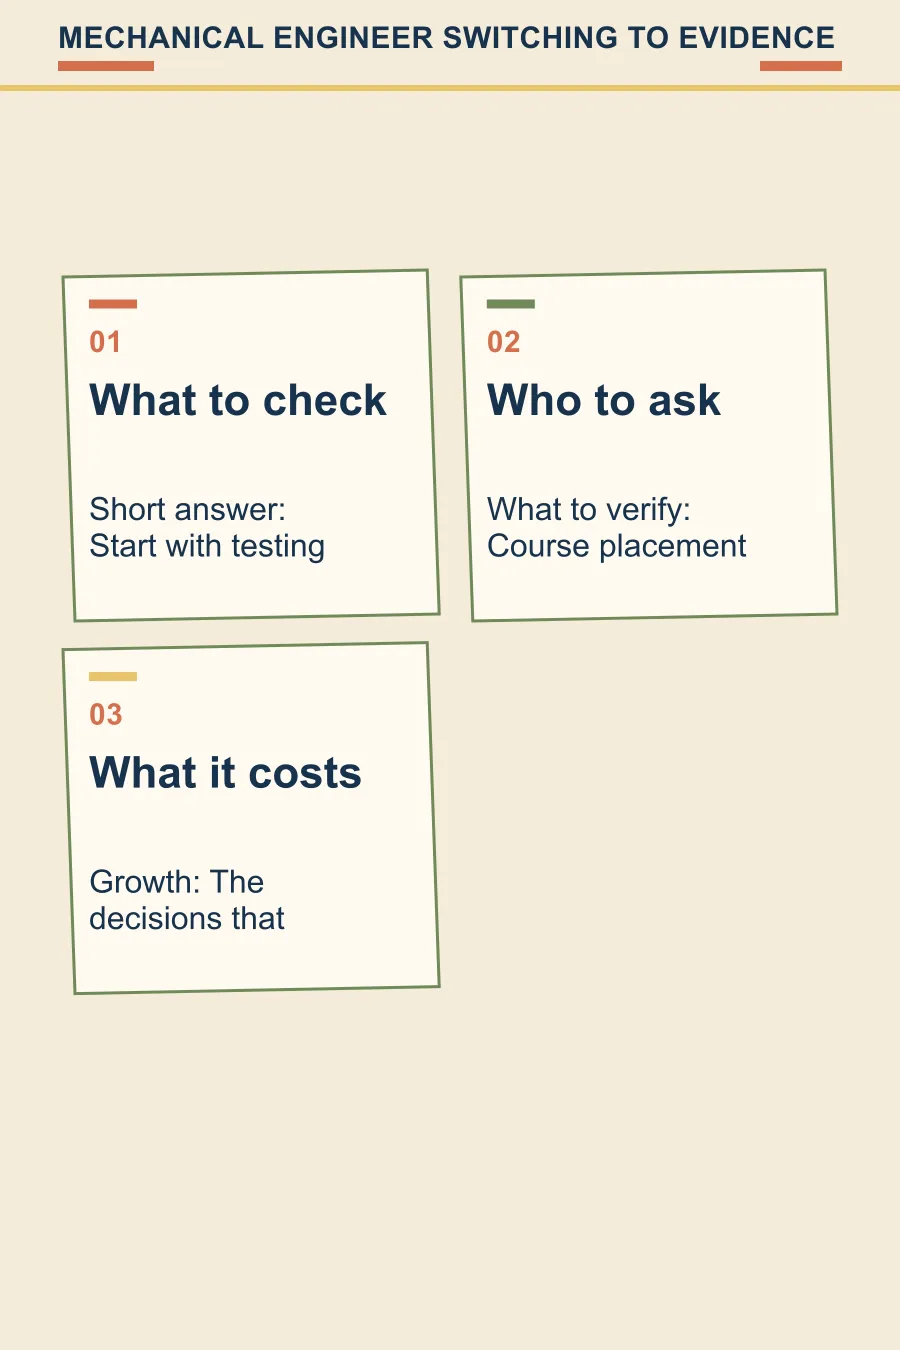 MECHANICAL ENGINEER SWITCHING TO EVIDENCE
01
What to check
Short answer:
Start with testing
02
Who to ask
What to verify:
Course placement
03
What it costs
Growth: The
decisions that